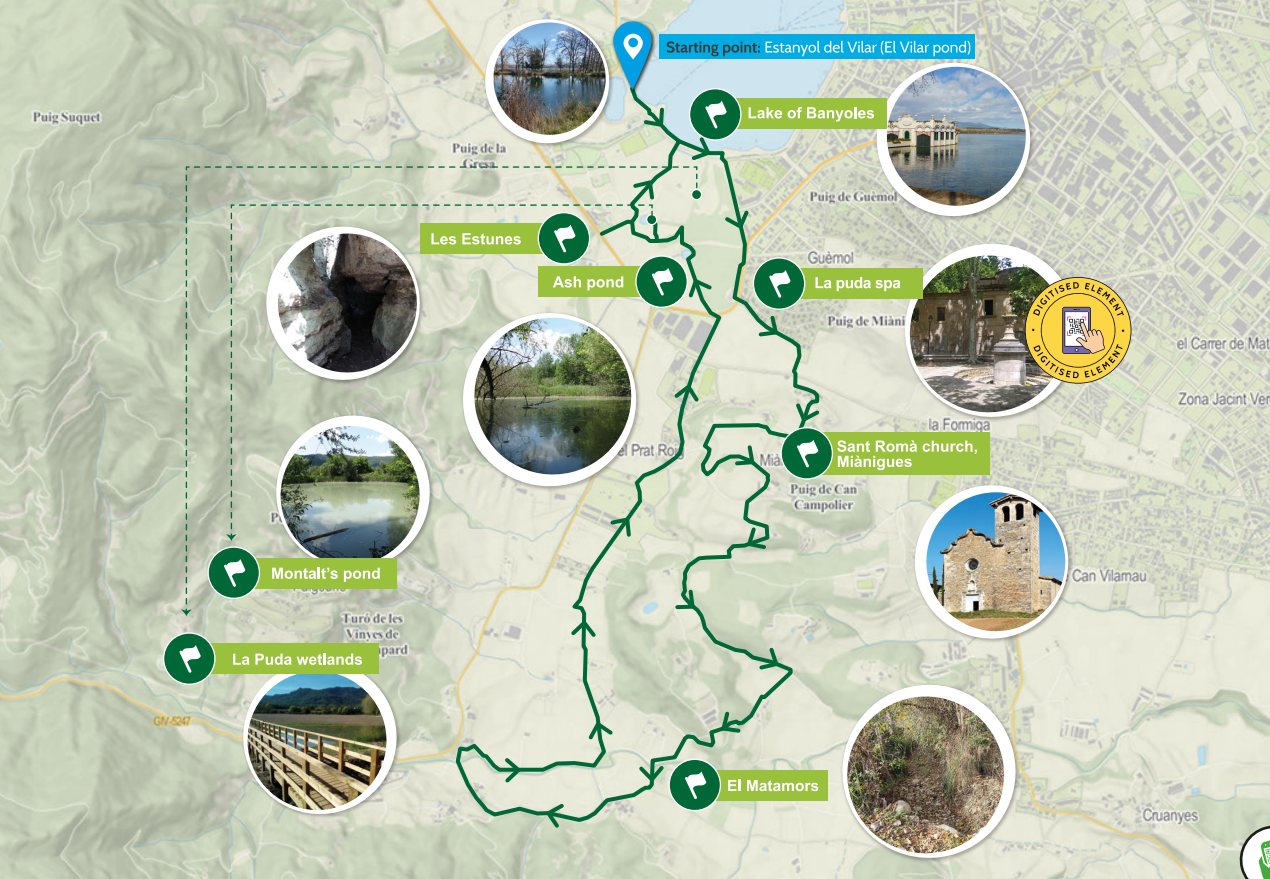 Starting point: Estanyol del Vilar (El Vilar pond)
Lake of Banyoles
Puig Suquet
Puig de la
Gresa
Puig de Guèmol
Les Estunes
Guèmol
Ash pond
La puda spa
DIGITISED ELEMENT
DIGITISED ELEMENT
Puig de Miàni
el Carrer de Mat
Zona Jacint Ver
la Formiga
el Prat Roig
Sant Romà church,
Miànigues
Puig de Can
Campolier
Montalt's pond
Can Vilamau
Turó de les
Vinyes de
La Puda wetlands
GIV-5247
El Matamors
Cruanyes